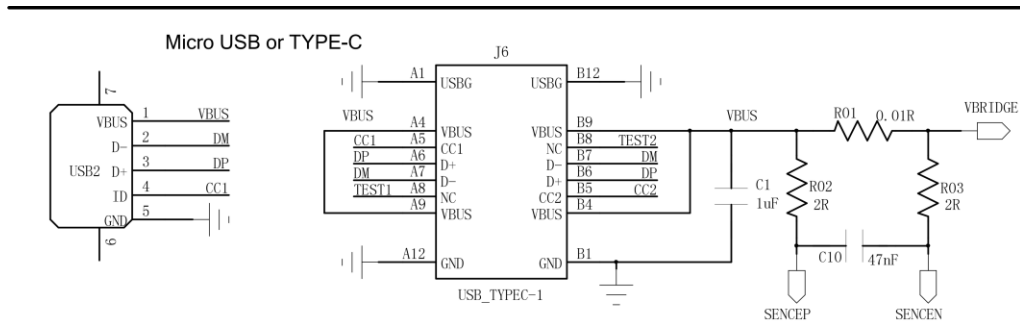 Micro USB or TYPE-C
J6
7
1 VBUS
VBUS
2 DM
D-
USB2
3 DP
D+
4 CC1
ID
5
GND
6
A1 USBG
USBG B12
VBUS
A4 VBUS
CC1 A5 CC1
DP A6 D+
DM A7 D-
TEST1 A8 NC
A9 VBUS
A12 GND
VBUS B9
NC B8 TEST2
D- B7 DM
D+ B6 DP
CC2 B5 CC2
VBUS B4
GND B1
USB_TYPEC-1
VBUS
C1
1uF
R01 0.01R
VBRIDGE
R02
2R
R03
2R
C10 47nF
SENCEP
SENCEN